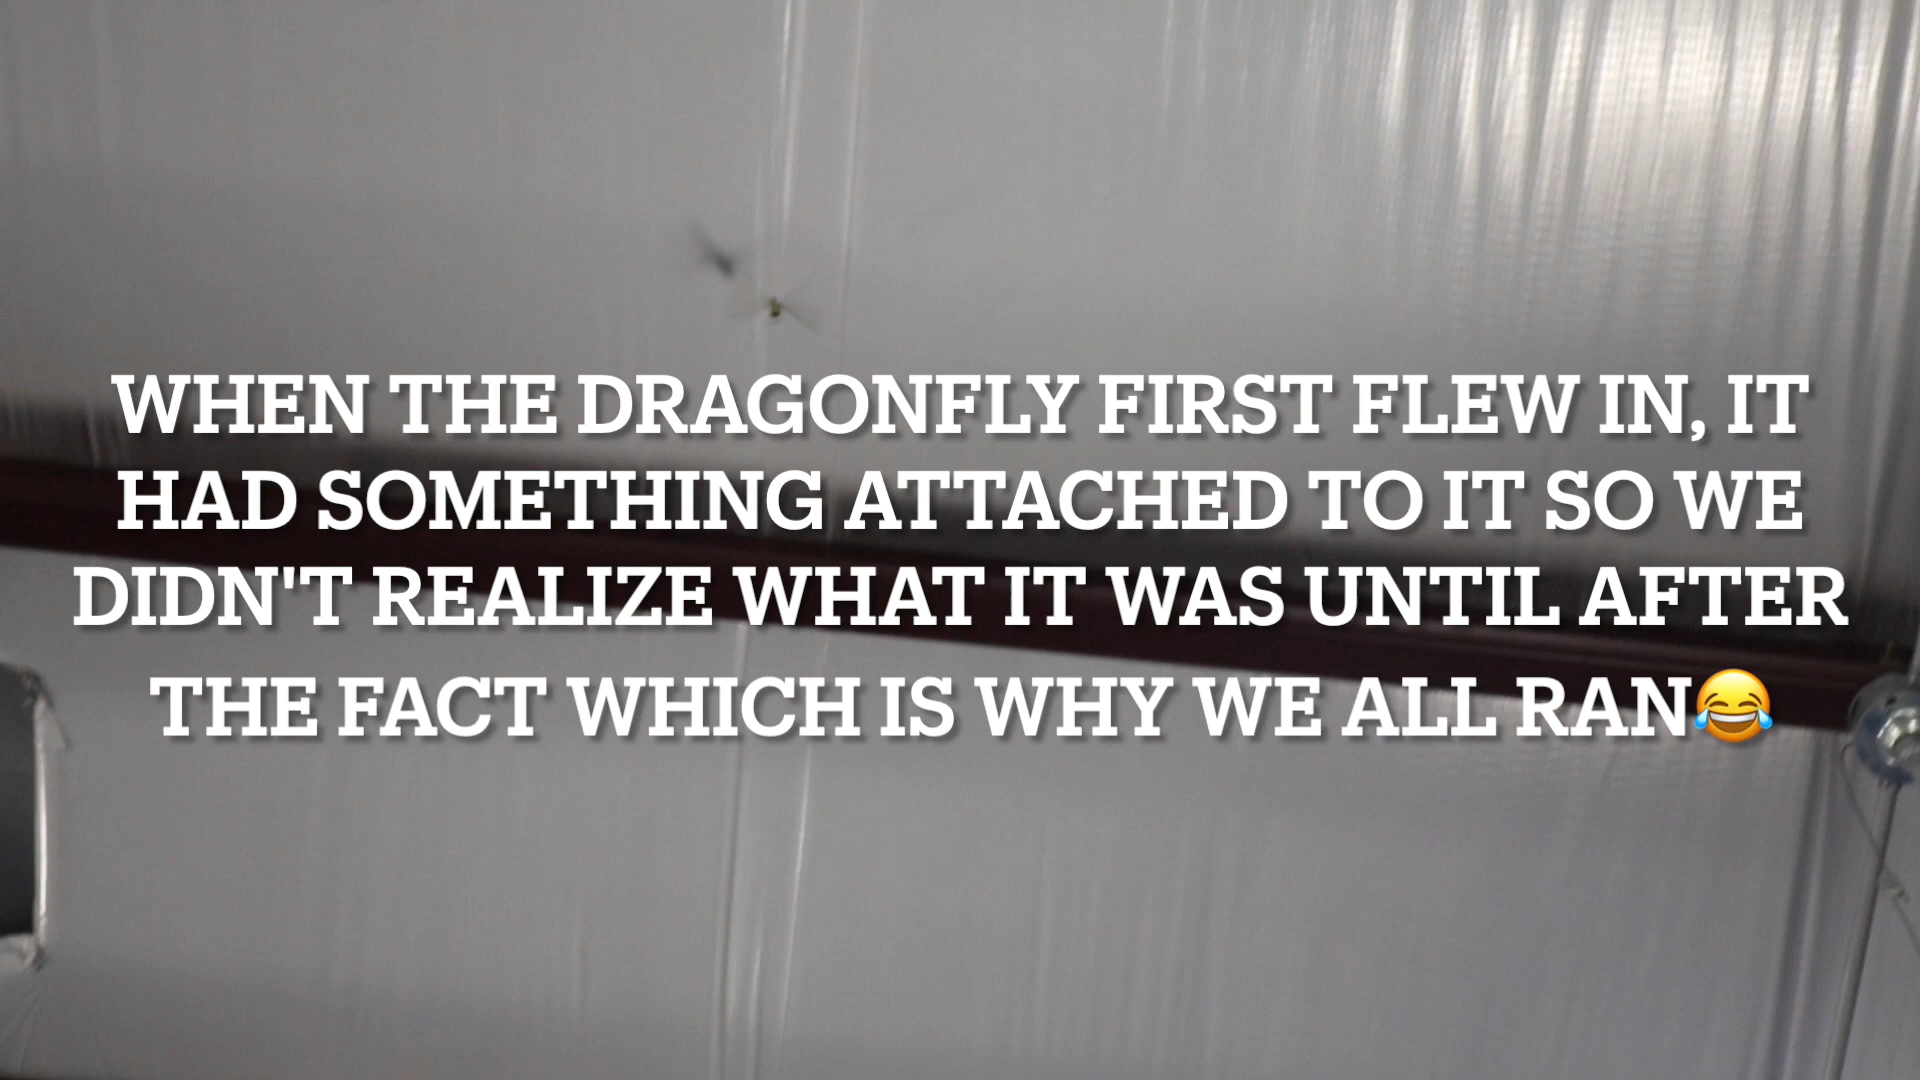 WHEN THE DRAGONFLY FIRST FLEW IN, IT
HAD SOMETHING ATTACHED TO IT SO WE
DIDN'T REALIZE WHAT IT WAS UNTIL AFTER
THE FACT WHICH IS WHY WE ALL RAN😂